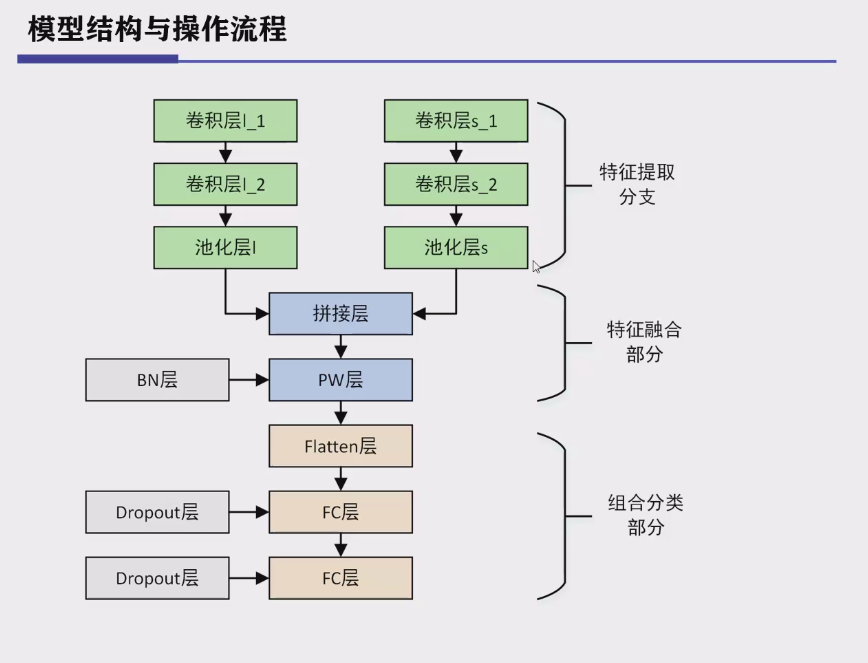 模型结构与操作流程
卷积层l_1
卷积层s_1
卷积层l_2
卷积层s_2
池化层l
池化层s
特征提取
分支
拼接层
BN层
PW层
特征融合
部分
Flatten层
Dropout层
FC层
Dropout层
FC层
组合分类
部分